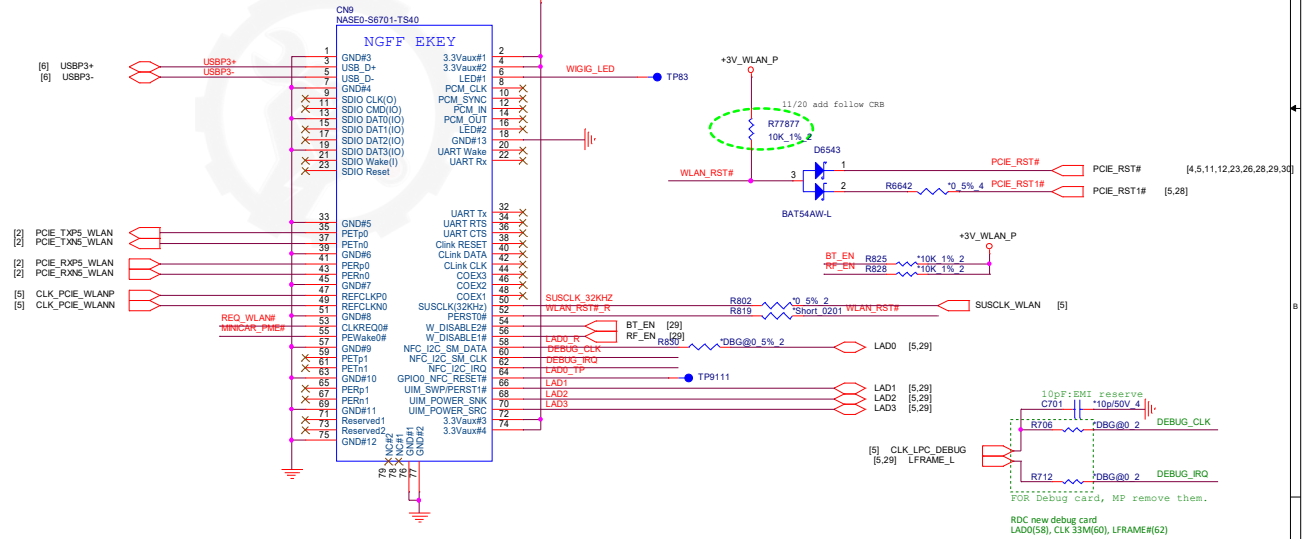 CN9
NASE0-S6701-TS40
NGFF EKEY
[6] USBP3+ USBP3+
[6] USBP3- USBP3-
1 GND#3
3 USB_D+
5 USB_D-
7 GND#4
9 SDIO CLK(O)
11 SDIO CMD(IO)
13 SDIO DAT0(IO)
15 SDIO DAT1(IO)
17 SDIO DAT2(IO)
19 SDIO DAT3(IO)
21 SDIO Wake(I)
23 SDIO Reset
33 GND#5
35 PETp0
37 PETn0
39 GND#6
41 PERp0
43 PERn0
45 GND#7
47 REFCLKP0
49 REFCLKN0
51 GND#8
53 CLKREQ0#
55 PEWake0#
57 GND#9
59 PETp1
61 PETn1
63 GND#10
65 PERp1
67 PERn1
69 GND#11
71 Reserved1
73 Reserved2
75 GND#12
[2] PCIE_TXP5_WLAN
[2] PCIE_TXN5_WLAN
[2] PCIE_RXP5_WLAN
[2] PCIE_RXN5_WLAN
[5] CLK_PCIE_WLANP
[5] CLK_PCIE_WLANN
REQ_WLAN#
MINICAR_PME#
3.3Vaux#1 2
3.3Vaux#2 4
LED#1 6
PCM_CLK 8
PCM_SYNC 10
PCM_IN 12
PCM_OUT 14
LED#2 16
GND#13 18
UART Wake 20
UART Rx 22
UART Tx 32
UART RTS 34
UART CTS 36
Clink RESET 38
CLink DATA 40
CLink CLK 42
COEX3 44
COEX2 46
COEX1 48
SUSCLK(32KHz) 50
PERST0# 52
W_DISABLE2# 54
W_DISABLE1# 56
NFC_I2C_SM_DATA 58
NFC_I2C_SM_CLK 60
NFC_I2C_IRQ 62
GPIO0_NFC_RESET# 64
UIM_SWP/PERST1# 66
UIM_POWER_SNK 68
UIM_POWER_SRC 70
3.3Vaux#3 72
3.3Vaux#4 74
NC#2 NC#1 GND#1 GND#2
79 78 76 77
WIGIG_LED TP83
+3V_WLAN_P
11/20 add follow CRB
R77877
10K_1%_2
D6543
WLAN_RST# 3
1 PCIE_RST# PCIE_RST# [4,5,11,12,23,26,28,29,30]
2 R6642 *0_5%_4 PCIE_RST1# PCIE_RST1# [5,28]
BAT54AW-L
+3V_WLAN_P
BT_EN R825 *10K_1%_2
RF_EN R828 *10K_1%_2
SUSCLK_32KHZ R802 *0_5%_2 SUSCLK_WLAN [5]
WLAN_RST#_R R819 *Short_0201 WLAN_RST#
BT_EN [29]
RF_EN [29]
LAD0_R R830 *DBG@0_5%_2 LAD0 [5,29]
DEBUG_CLK
DEBUG_IRQ
LAD0_TP TP9111
LAD1 LAD1 [5,29]
LAD2 LAD2 [5,29]
LAD3 LAD3 [5,29]
10pF:EMI reserve
C701 *10p/50V_4
R706 *DBG@0_2 DEBUG_CLK
[5] CLK_LPC_DEBUG
[5,29] LFRAME_L
R712 *DBG@0_2 DEBUG_IRQ
FOR Debug card, MP remove them.
RDC new debug card
LAD0(58), CLK 33M(60), LFRAME#(62)
B